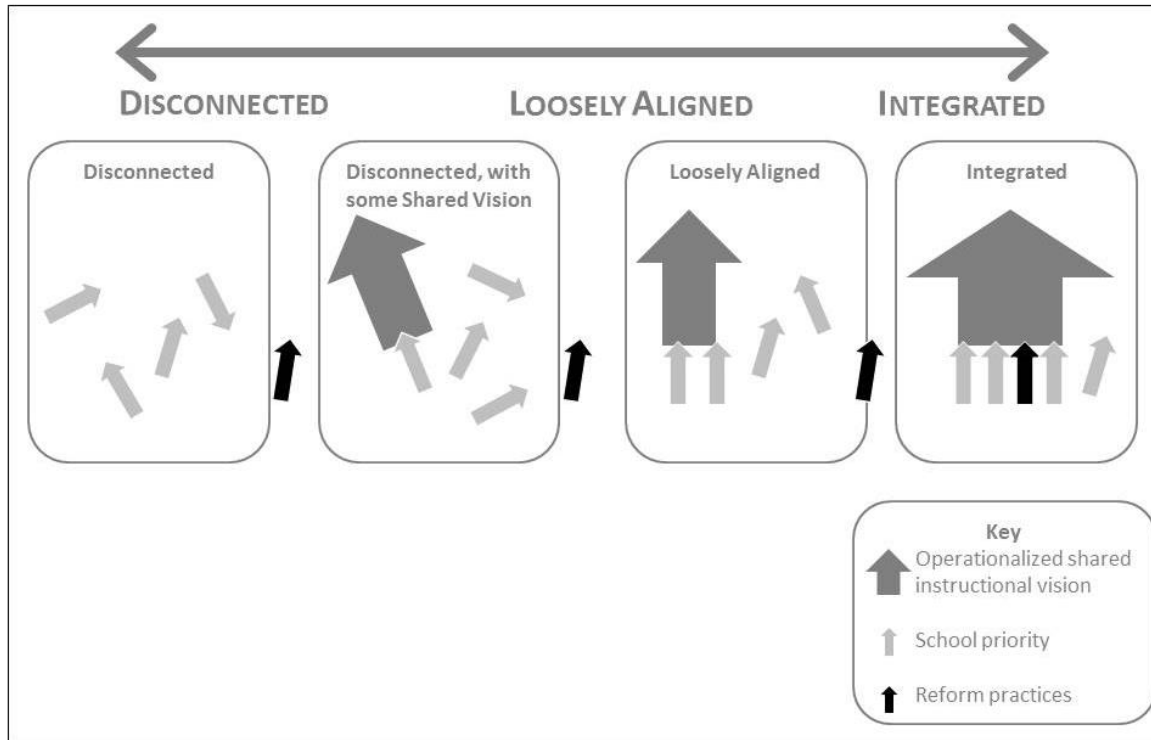 DISCONNECTED LOOSELY ALIGNED INTEGRATED
Disconnected
Disconnected, with
some Shared Vision
Loosely Aligned
Integrated
Key
Operationalized shared
instructional vision
School priority
Reform practices